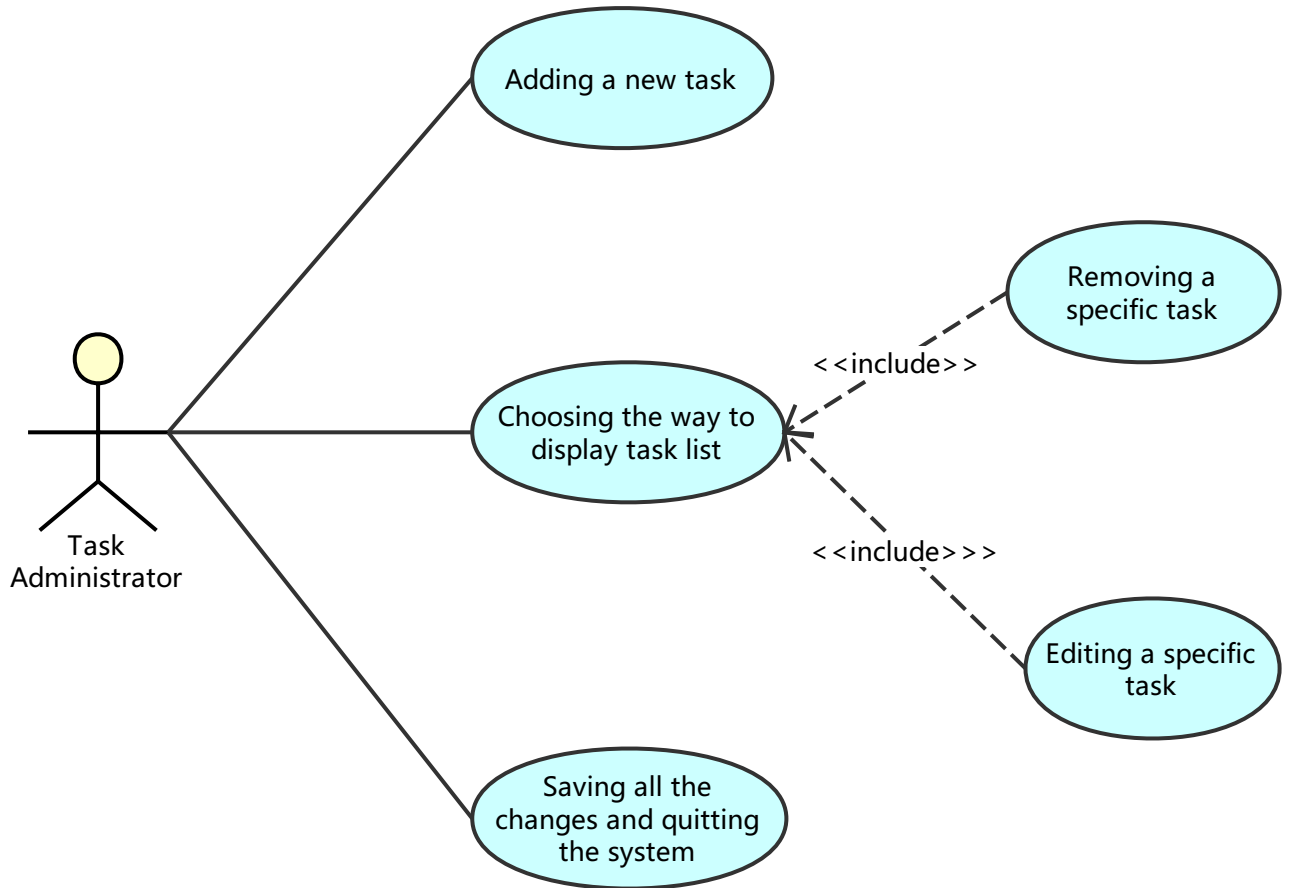 Adding a new task
Removing a
specific task
<<include>>
Choosing the way to
display task list
Task
Administrator
<<include>>>
Editing a specific
task
Saving all the
changes and quitting
the system